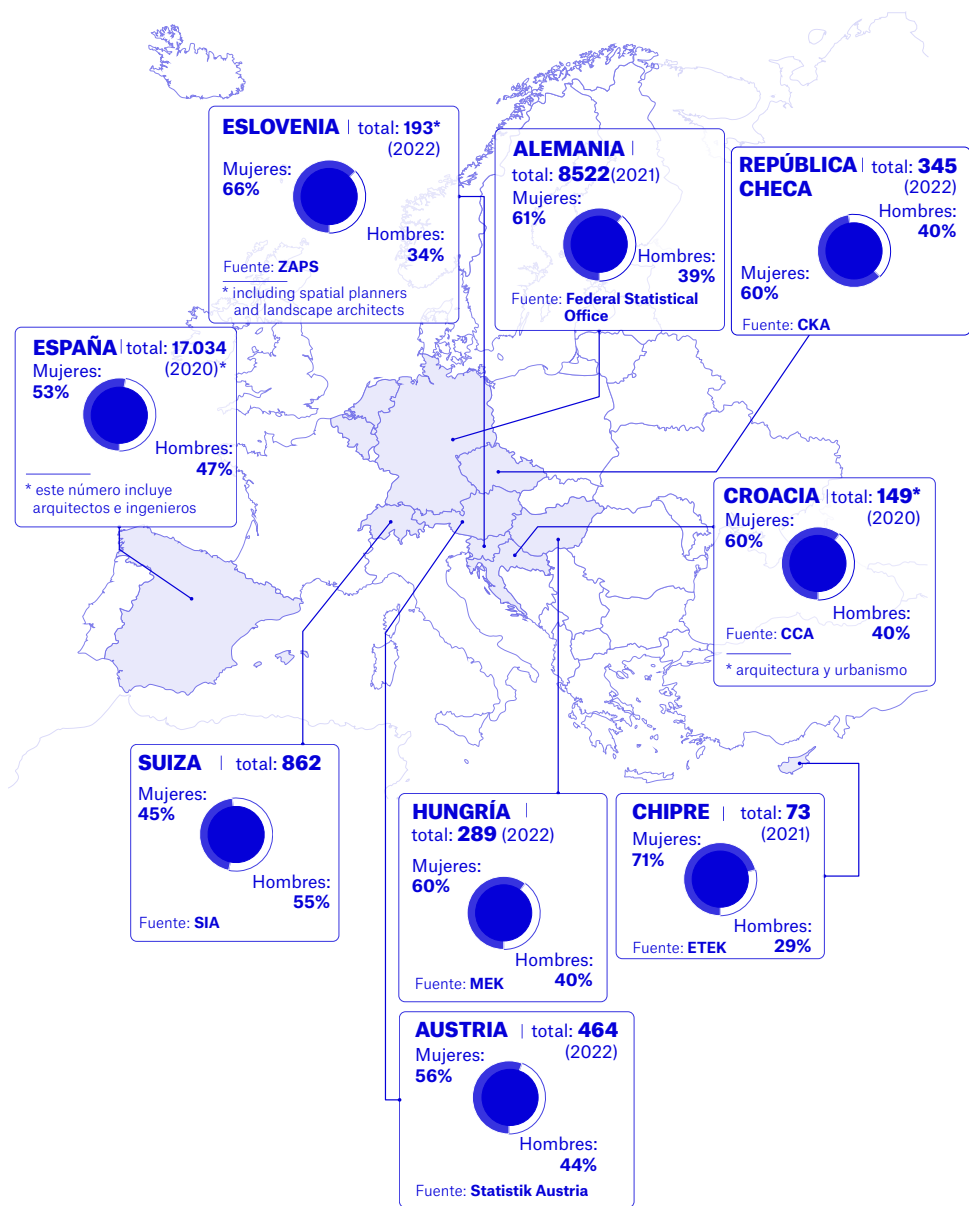 ESLOVENIA | total: 193*
(2022)
Mujeres:
66%
Hombres:
34%
Fuente: ZAPS
* including spatial planners
and landscape architects
ALEMANIA |
total: 8522 (2021)
Mujeres:
61%
Hombres:
39%
Fuente: Federal Statistical
Office
REPÚBLICA | total: 345
CHECA (2022)
Hombres:
40%
Mujeres:
60%
Fuente: CKA
ESPAÑA | total: 17.034
(2020)*
Mujeres:
53%
Hombres:
47%
* este número incluye
arquitectos e ingenieros
CROACIA | total: 149*
(2020)
Mujeres:
60%
Hombres:
40%
Fuente: CCA
* arquitectura y urbanismo
SUIZA | total: 862
Mujeres:
45%
Hombres:
55%
Fuente: SIA
HUNGRÍA |
total: 289 (2022)
Mujeres:
60%
Hombres:
40%
Fuente: MEK
CHIPRE | total: 73
(2021)
Mujeres:
71%
Hombres:
29%
Fuente: ETEK
AUSTRIA | total: 464
(2022)
Mujeres:
56%
Hombres:
44%
Fuente: Statistik Austria